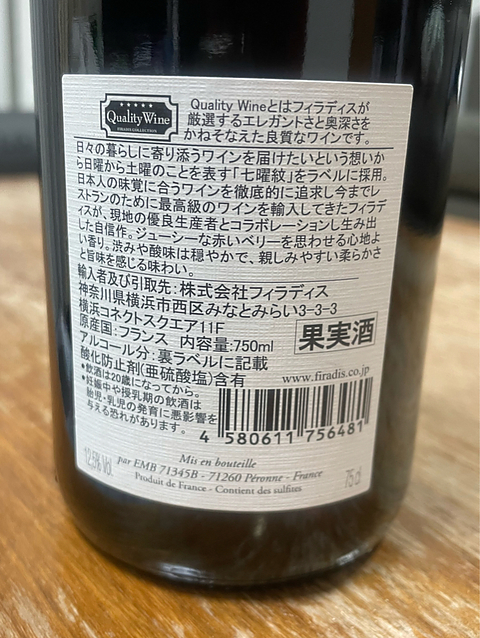 Quality Wine
FIRADIS COLLECTION
Quality Wineとはフィラディスが
厳選するエレガントさと奥深さを
かねそなえた良質なワインです。
日々の暮らしに寄り添うワインを届けたいという想いか
ら日曜から土曜のことを表す「七曜紋」をラベルに採用。
日本人の味覚に合うワインを徹底的に追求し今までレ
ストランのために最高級のワインを輸入してきたフィラデ
ィスが、現地の優良生産者とコラボレーションし生み出
した自信作。ジューシーな赤いベリーを思わせる心地よ
い香り。渋みや酸味は穏やかで、親しみやすい柔らかさ
と旨味を感じる味わい。
輸入者及び引取先：株式会社フィラディス
神奈川県横浜市西区みなとみらい3-3-3
横浜コネクトスクエア11F
原産国：フランス 内容量：750ml
アルコール分：裏ラベルに記載
酸化防止剤(亜硫酸塩)含有
果実酒
www.firadis.co.jp
•飲酒は20歳になってから。
•妊娠中や授乳期の飲酒は
胎児・乳児の発育に悪影響を
与える恐れがあります。
4 580611 756481
12,5% Vol.
Mis en bouteille
par EMB 71345B - 71260 Péronne - France
Produit de France - Contient des sulfites
75 cl